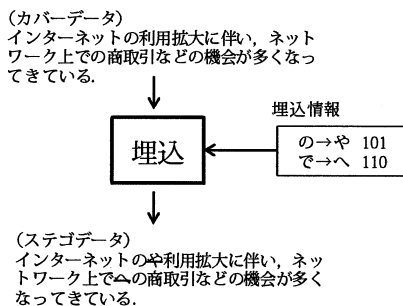 （カバーデータ）
インターネットの利用拡大に伴い，ネット
ワーク上での商取引などの機会が多くなっ
てきている．
埋込情報
の→や 101
で→へ 110
埋込
（ステゴデータ）
インターネットのや利用拡大に伴い，ネッ
トワーク上でへの商取引などの機会が多く
なってきている．